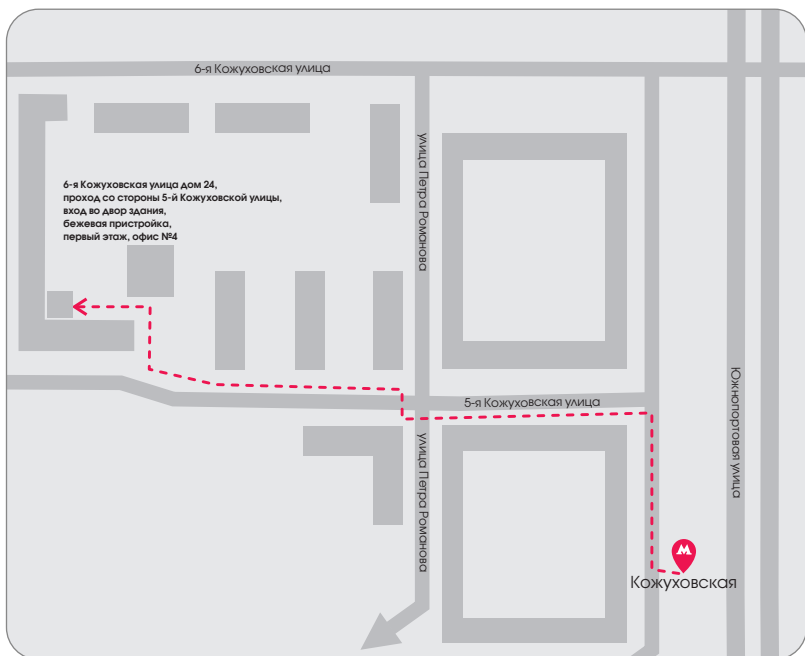 6-я Кожуховская улица
улица Петра Романова
6-я Кожуховская улица дом 24,
проход со стороны 5-й Кожуховской улицы,
вход во двор здания,
бежевая пристройка,
первый этаж, офис №4
Южнопортовая улица
5-я Кожуховская улица
улица Петра Романова
М
Кожуховская